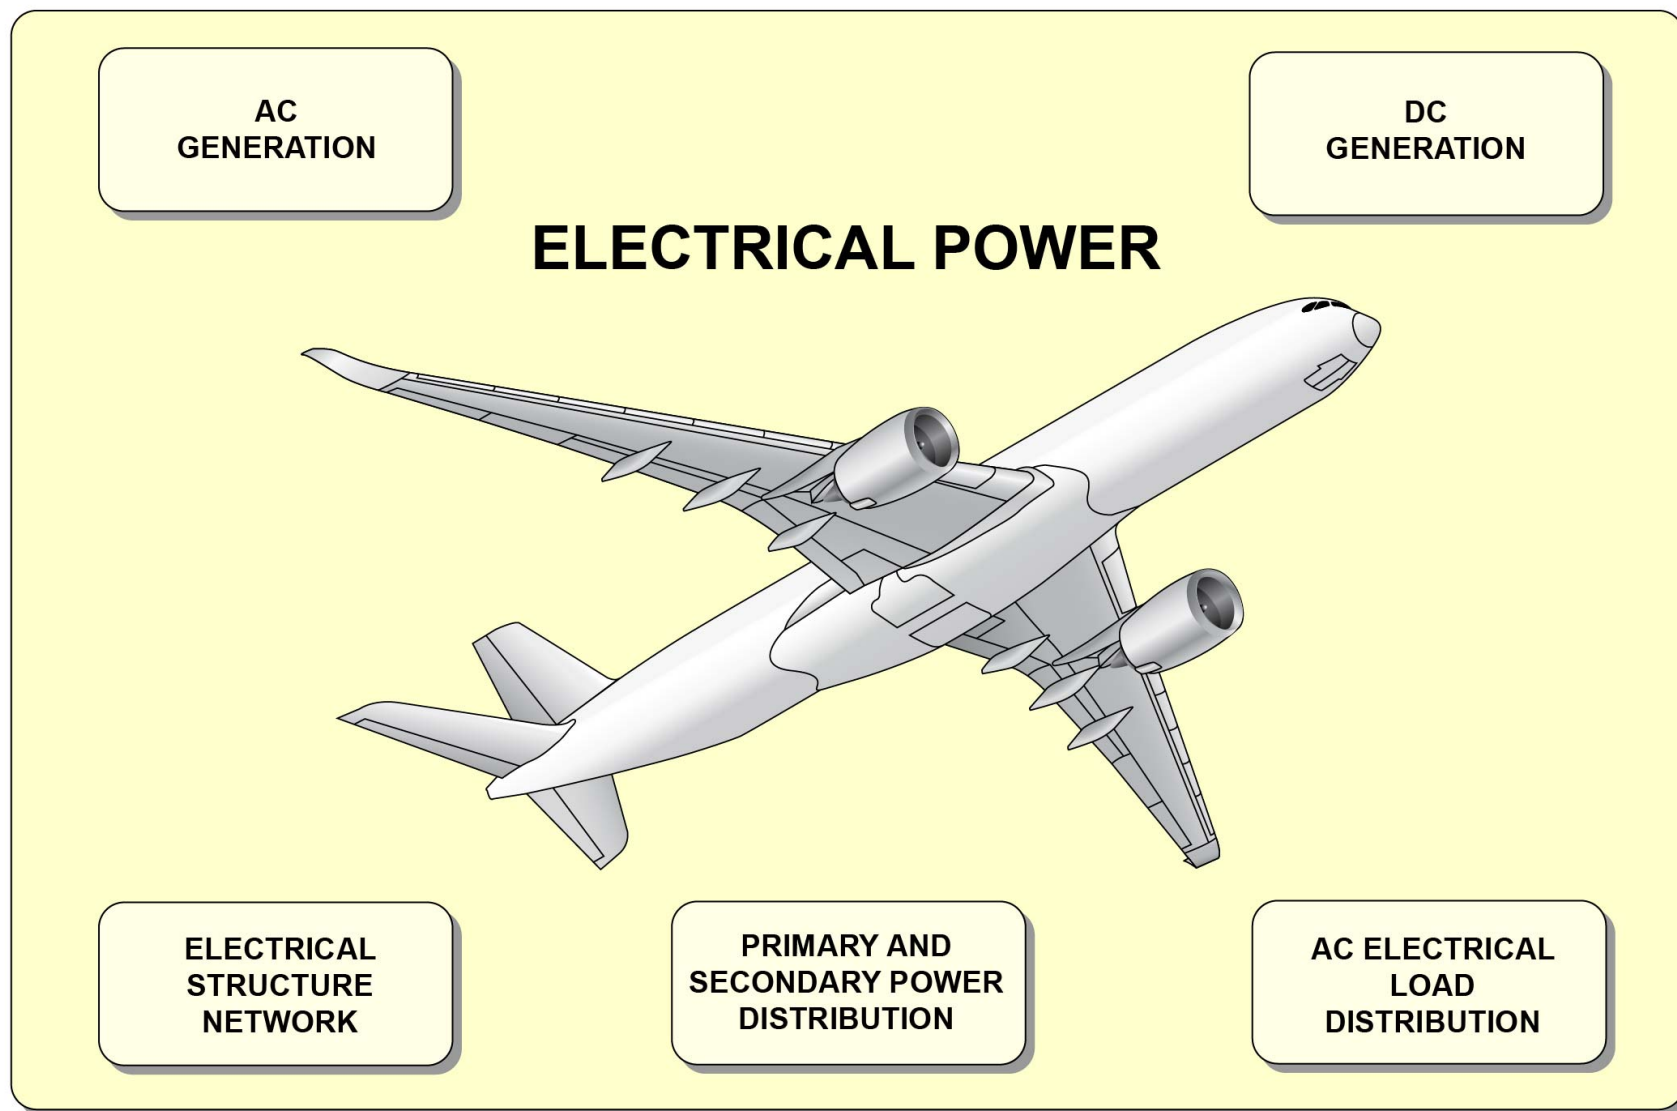 AC
GENERATION
DC
GENERATION
ELECTRICAL POWER
ELECTRICAL
STRUCTURE
NETWORK
PRIMARY AND
SECONDARY POWER
DISTRIBUTION
AC ELECTRICAL
LOAD
DISTRIBUTION